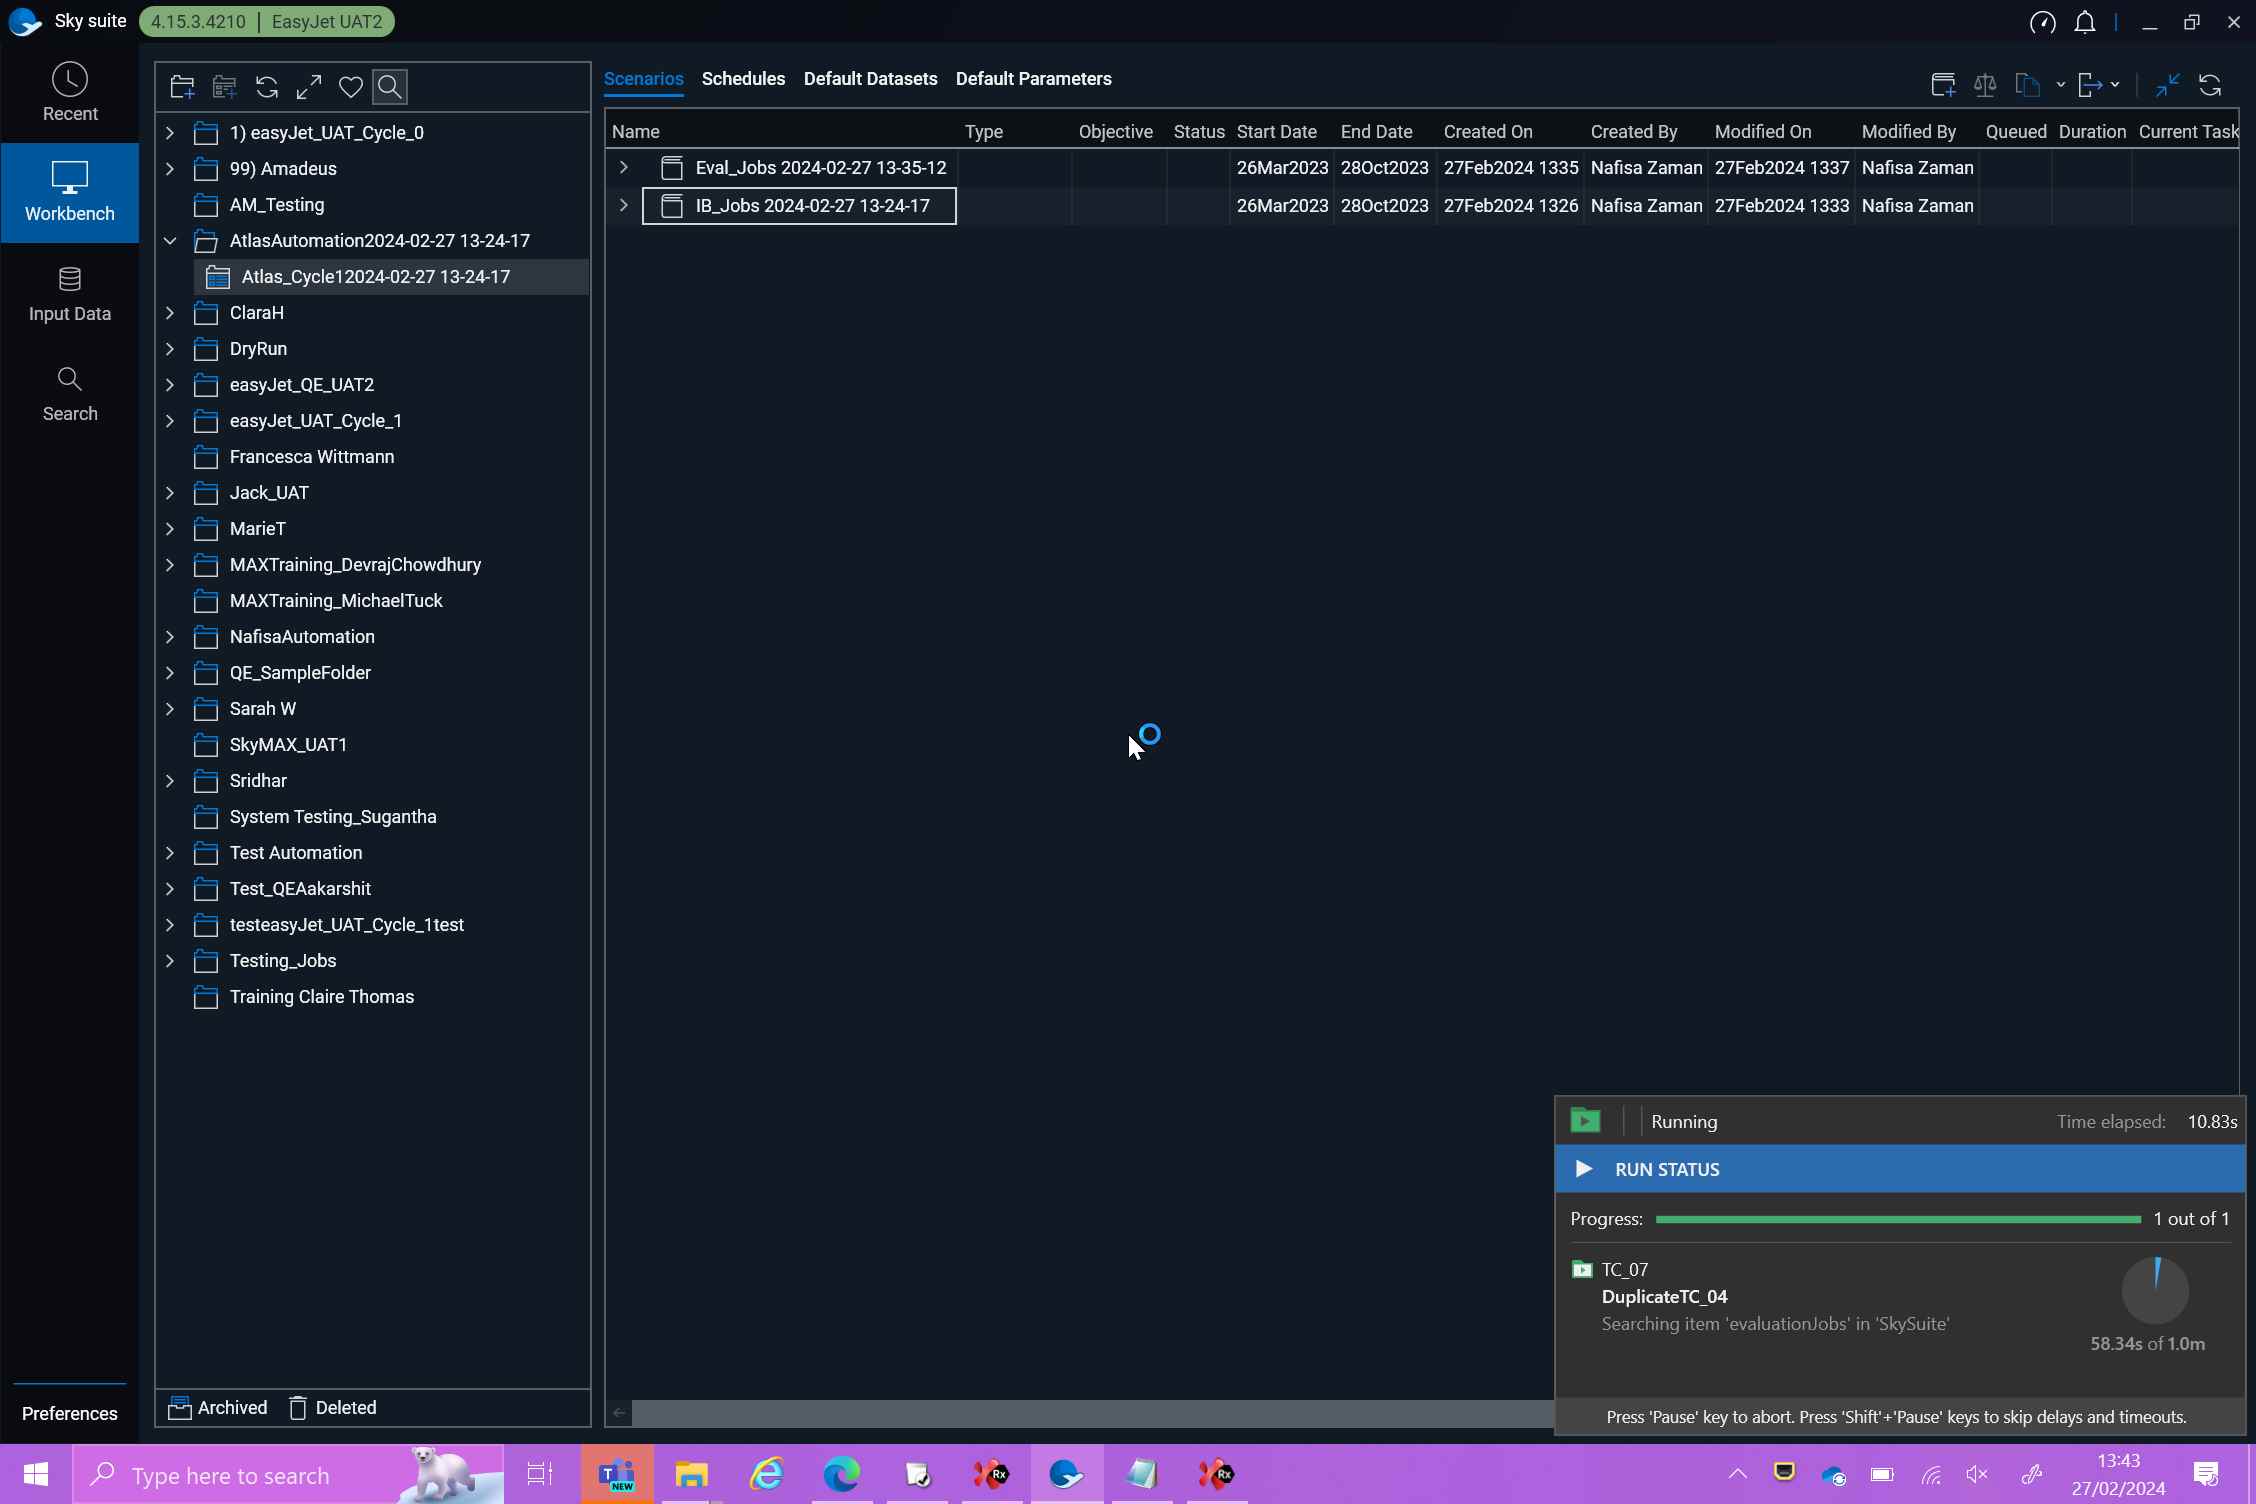 Sky suite 4.15.3.4210 | EasyJet UAT2
Recent
Workbench
Input Data
Search
Preferences
1) easyJet_UAT_Cycle_0
99) Amadeus
AM_Testing
AtlasAutomation2024-02-27 13-24-17
Atlas_Cycle12024-02-27 13-24-17
ClaraH
DryRun
easyJet_QE_UAT2
easyJet_UAT_Cycle_1
Francesca Wittmann
Jack_UAT
MarieT
MAXTraining_DevrajChowdhury
MAXTraining_MichaelTuck
NafisaAutomation
QE_SampleFolder
Sarah W
SkyMAX_UAT1
Sridhar
System Testing_Sugantha
Test Automation
Test_QEAakarshit
testeasyJet_UAT_Cycle_1test
Testing_Jobs
Training Claire Thomas
Archived Deleted
Scenarios Schedules Default Datasets Default Parameters
Name Type Objective Status Start Date End Date Created On Created By Modified On Modified By Queued Duration Current Task
Eval_Jobs 2024-02-27 13-35-12 26Mar2023 28Oct2023 27Feb2024 1335 Nafisa Zaman 27Feb2024 1337 Nafisa Zaman
IB_Jobs 2024-02-27 13-24-17 26Mar2023 28Oct2023 27Feb2024 1326 Nafisa Zaman 27Feb2024 1333 Nafisa Zaman
Running Time elapsed: 10.83s
RUN STATUS
Progress: 1 out of 1
TC_07
DuplicateTC_04
Searching item 'evaluationJobs' in 'SkySuite'
58.34s of 1.0m
Press 'Pause' key to abort. Press 'Shift'+'Pause' keys to skip delays and timeouts.
Type here to search
T
NEW
Rx
Rx
13:43
27/02/2024